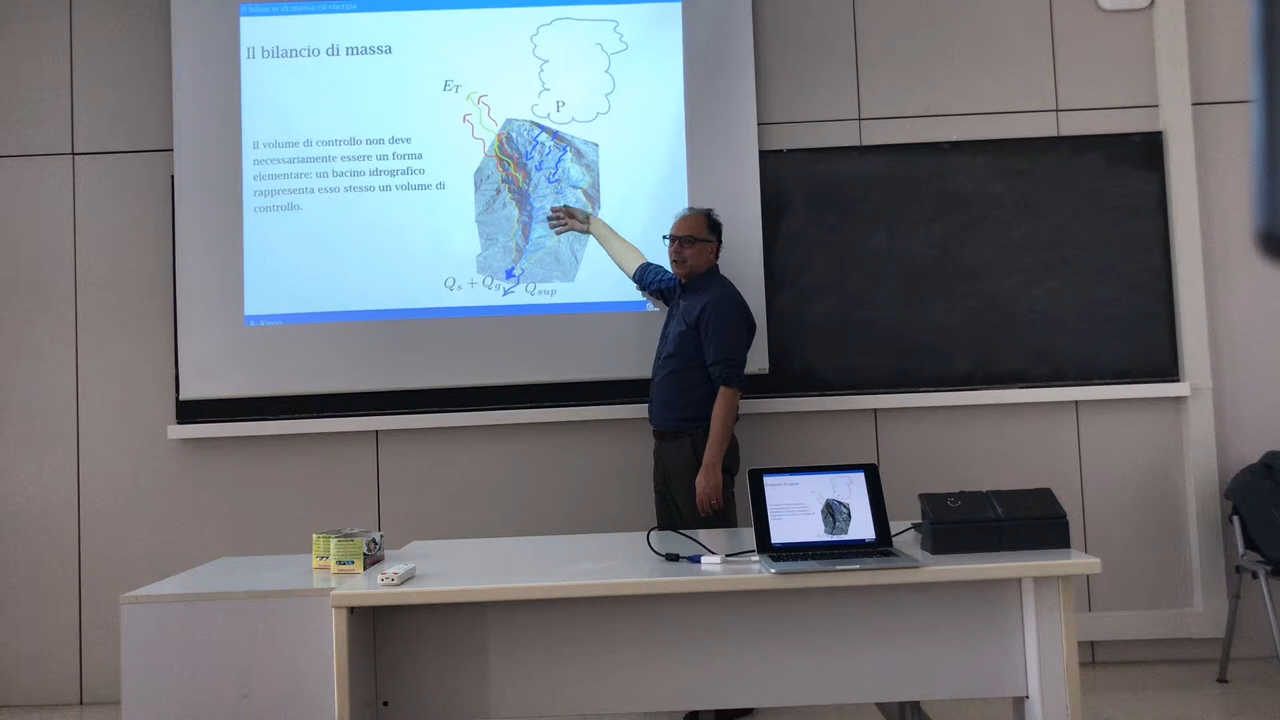 Il bilancio di massa ed energia
Il bilancio di massa
E_T
P
Il volume di controllo non deve
necessariamente essere un forma
elementare: un bacino idrografico
rappresenta esso stesso un volume di
controllo.
Q_s + Q_g
Q_sup